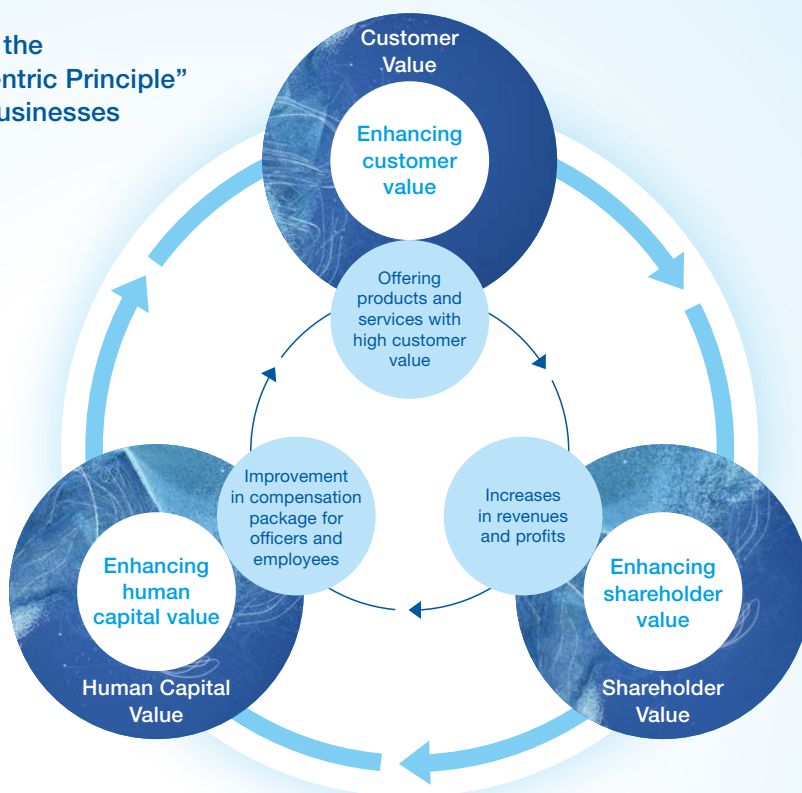 the
entric Principle”
usinesses
Customer
Value
Enhancing
customer
value
Offering
products and
services with
high customer
value
Improvement
in compensation
package for
officers and
employees
Increases
in revenues
and profits
Enhancing
human
capital value
Enhancing
shareholder
value
Human Capital
Value
Shareholder
Value